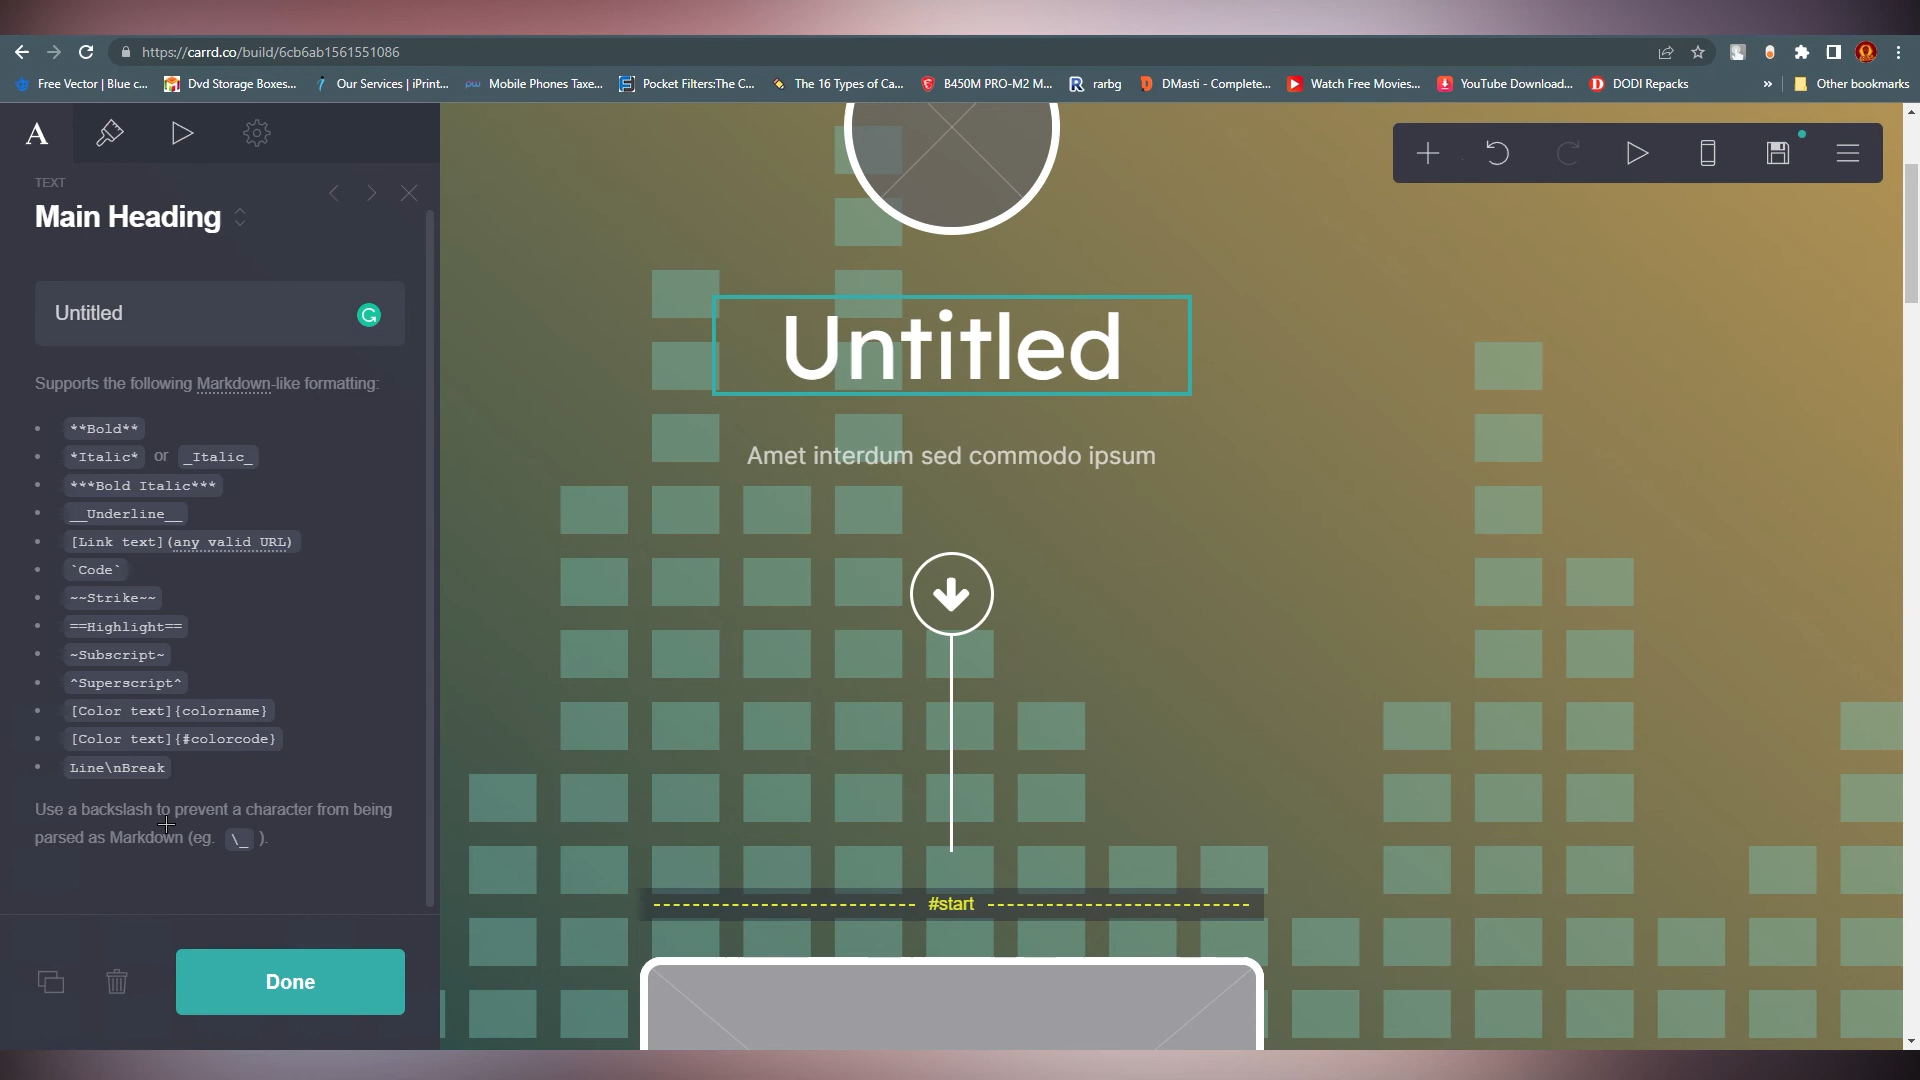 https://carrd.co/build/6cb6ab1561551086
Free Vector | Blue c... Dvd Storage Boxes... Our Services | iPrint... Mobile Phones Taxe... Pocket Filters:The C... The 16 Types of Ca... B450M PRO-M2 M... rarbg DMasti - Complete... Watch Free Movies... YouTube Download... DODI Repacks » Other bookmarks
TEXT
Main Heading
Untitled
Supports the following Markdown-like formatting:
**Bold**
*Italic* or _Italic_
***Bold Italic***
__Underline__
[Link text](any valid URL)
`Code`
~~Strike~~
==Highlight==
~Subscript~
^Superscript^
[Color text]{colorname}
[Color text]{#colorcode}
Line\nBreak
Use a backslash to prevent a character from being
parsed as Markdown (eg. \_ ).
Done
Untitled
Amet interdum sed commodo ipsum
#start